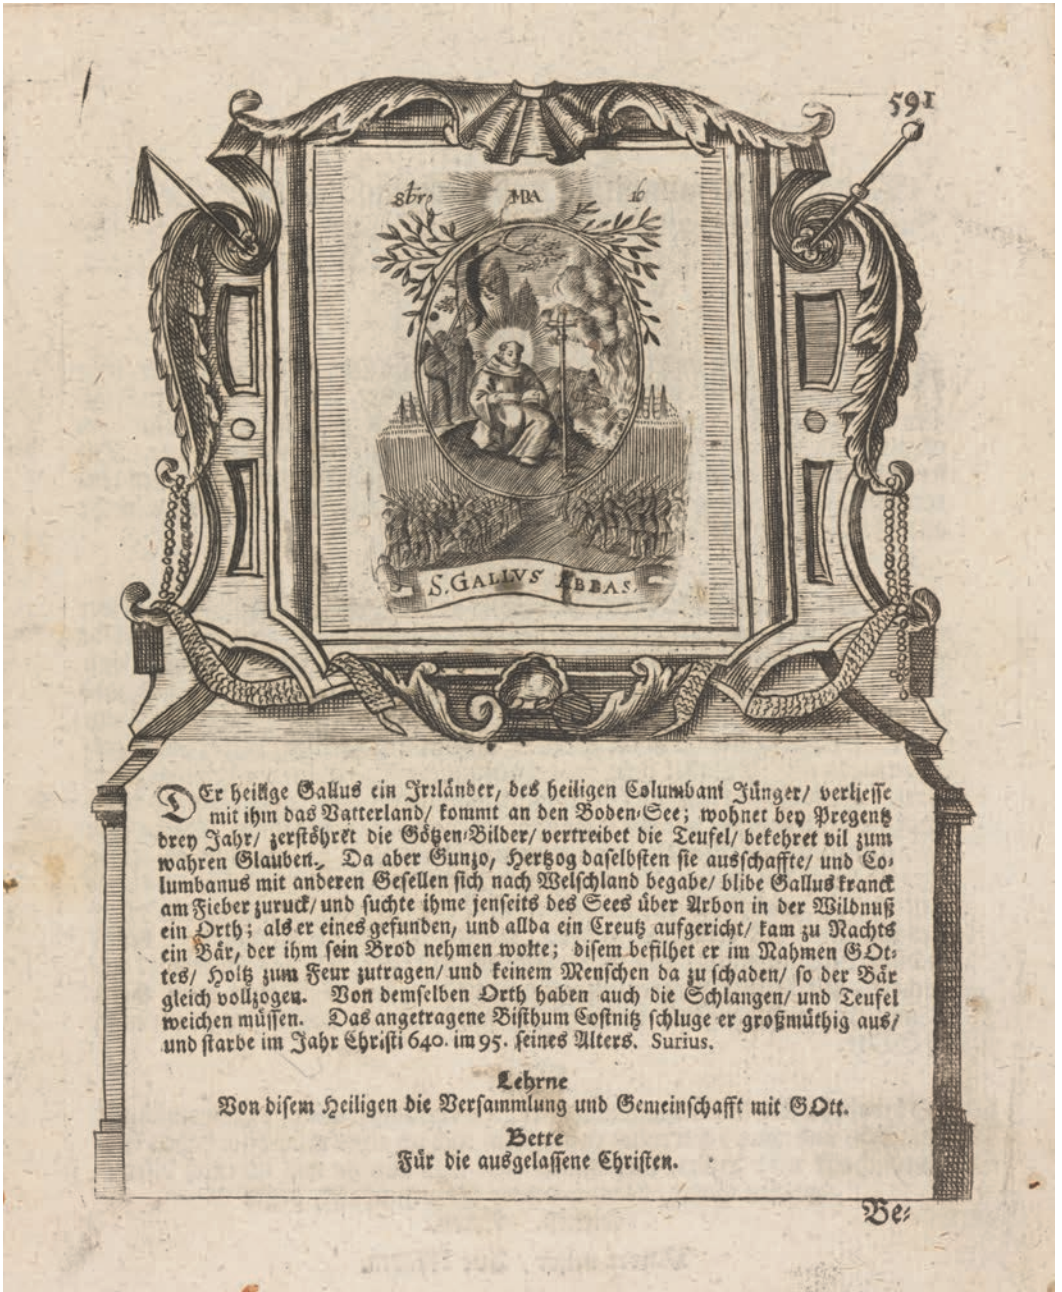 591
8br. 16
S. GALLVS ABBAS.
DEr heilige Gallus ein Jrrländer/ des heiligen Columbani Jünger/ verliesse
mit ihm das Vatterland/ kommt an den Boden-See; wohnet bey Pregentz
drey Jahr/ zerstöhret die Götzen-Bilder/ vertreibet die Teufel/ bekehret vil zum
wahren Glauben. Da aber Gunzo, Hertzog daselbsten sie ausschaffte/ und Co-
lumbanus mit anderen Gesellen sich nach Welschland begabe/ blibe Gallus kranck
am Fieber zuruck/ und suchte ihme jenseits des Sees über Arbon in der Wildnuß
ein Orth; als er eines gefunden, und allda ein Creutz aufgericht/ kam zu Nachts
ein Bär, der ihm sein Brod nehmen wolte; disem befilhet er im Nahmen GOt-
tes/ Holtz zum Feur zutragen/ und keinem Menschen da zu schaden/ so der Bär
gleich vollzogen. Von demselben Orth haben auch die Schlangen/ und Teufel
weichen müssen. Das angetragene Bisthum Costnitz schluge er großmüthig aus/
und starbe im Jahr Christi 640. im 95. seines Alters. Surius.
Lehrne
Von disem Heiligen die Versammlung und Gemeinschafft mit GOtt.
Bette
Für die ausgelassene Christen.
Be-